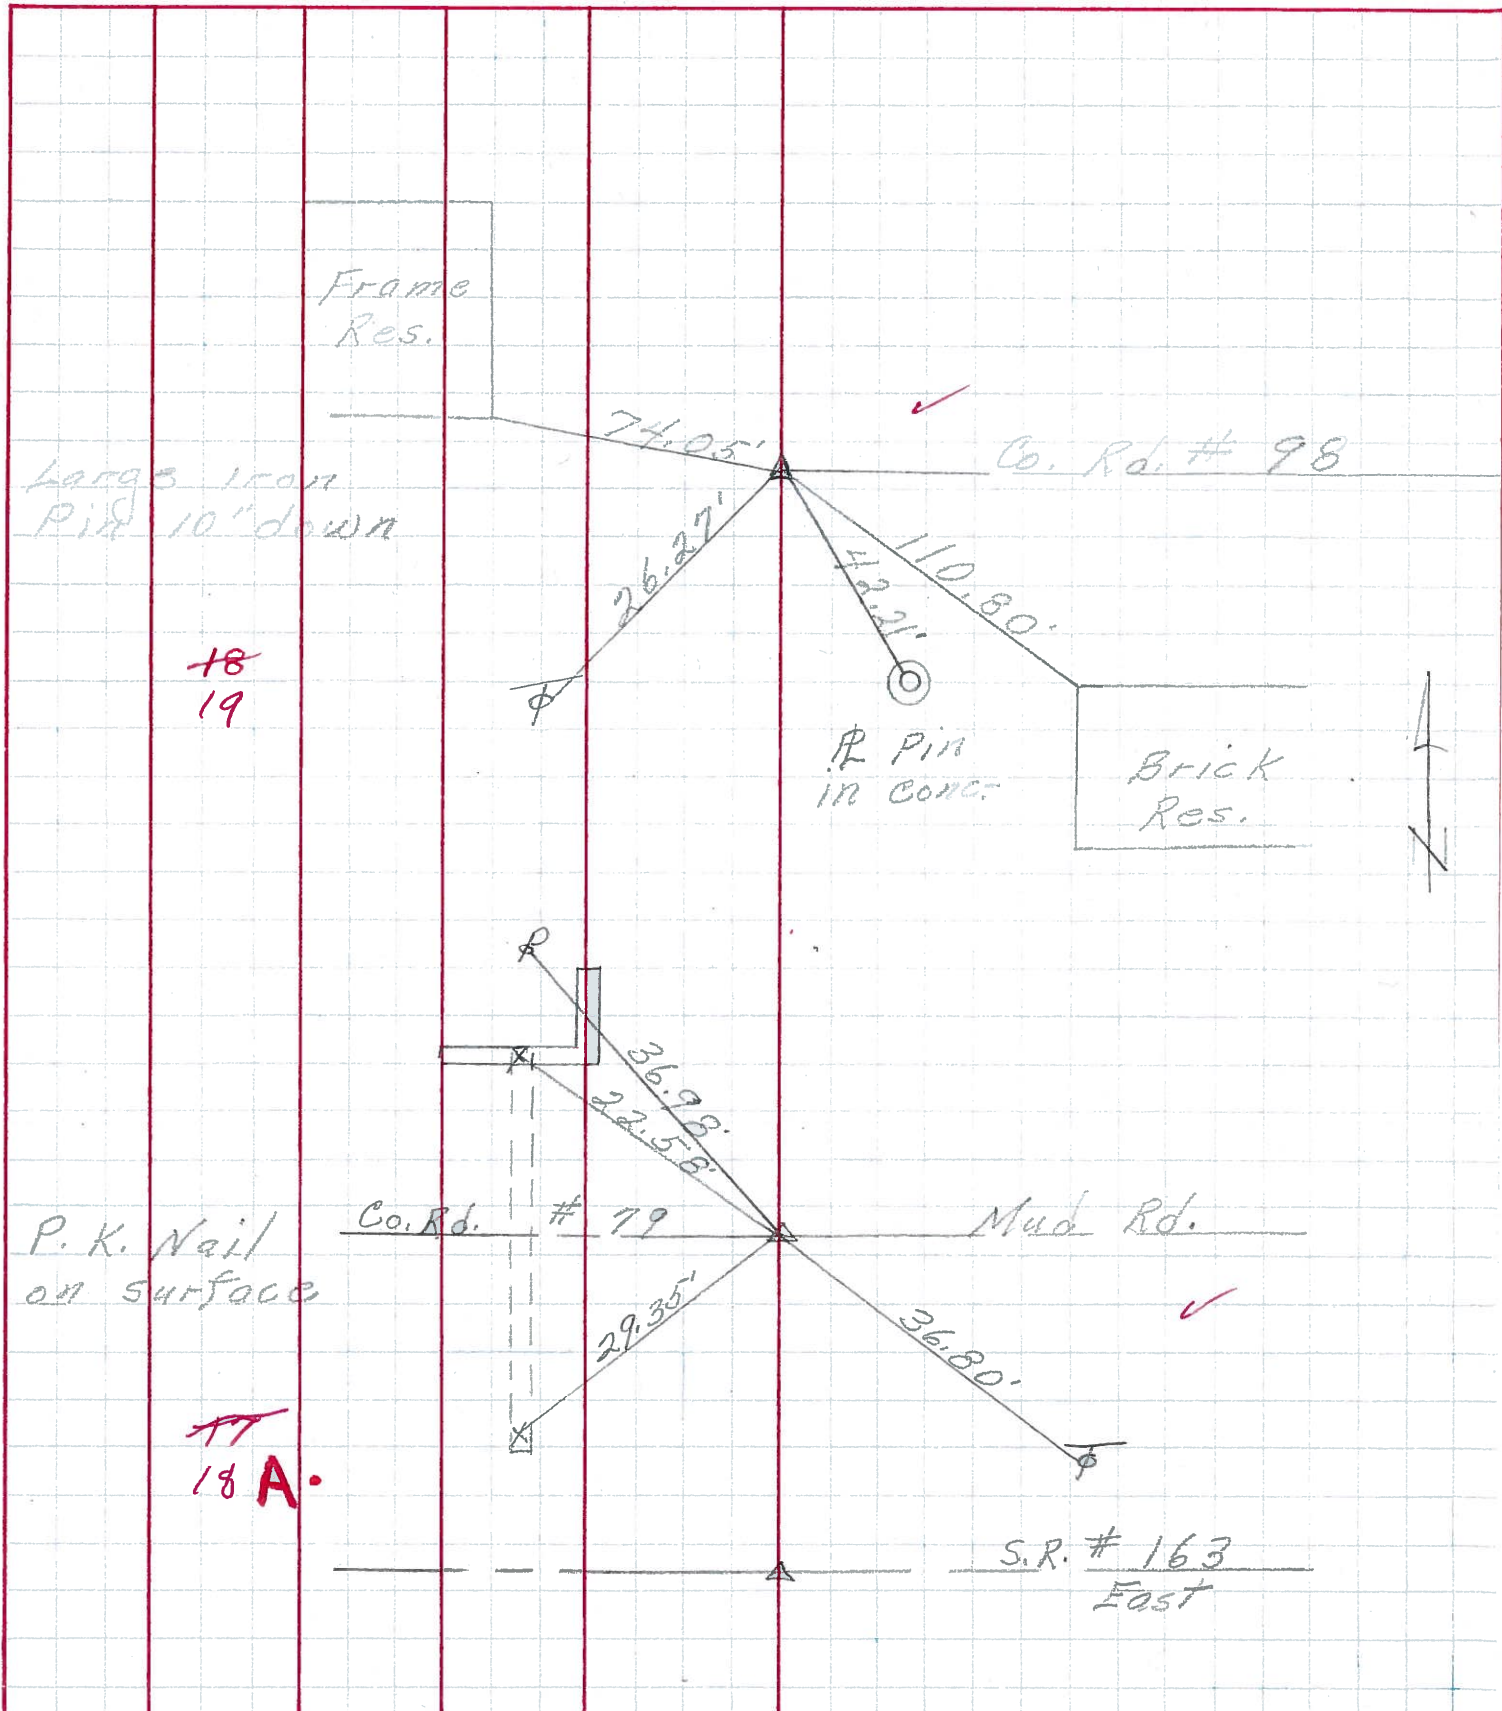 Frame
Res.
74.05'
Co. Rd. # 98
Large iron
Pin 10" down
26.27'
42.21'
110.80'
18
19
PL Pin
in conc.
Brick
Res.
N
36.98'
22.58'
Co. Rd. # 79
Mud Rd.
P. K. Nail
on surface
29.35'
36.80'
17
18 A.
S.R. # 163
East